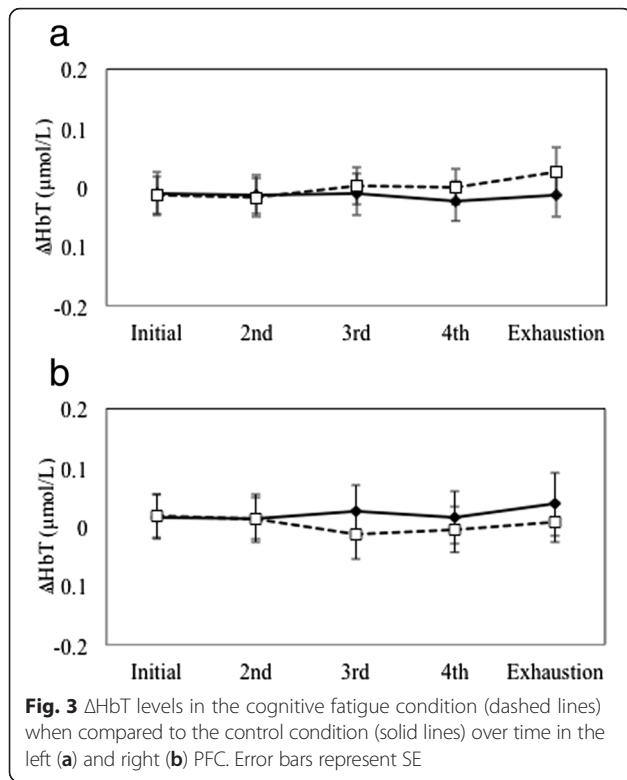 a
0.2
0.1
0
0.1
-0.2
ΔHbT (µmol/L)
Initial 2nd 3rd 4th Exhaustion
b
0.2
0.1
0
0.1
-0.2
ΔHbT (µmol/L)
Initial 2nd 3rd 4th Exhaustion
Fig. 3 ΔHbT levels in the cognitive fatigue condition (dashed lines)
when compared to the control condition (solid lines) over time in the
left (a) and right (b) PFC. Error bars represent SE